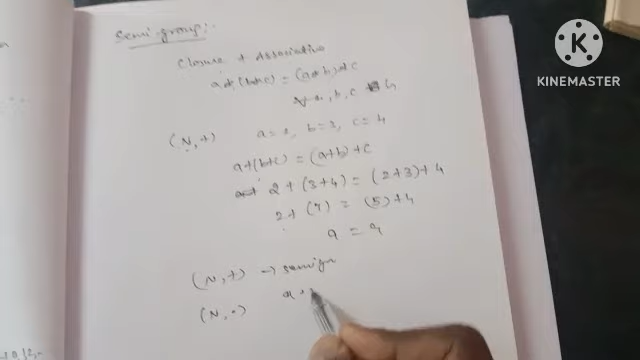 Semi-group:-
Closure + Associative
a*(b*c) = (a*b)*c
∀ a, b, c ∈ G
(N, +) a = 2, b = 3, c = 4
a+(b+c) = (a+b)+c
2 + (3+4) = (2+3)+4
2 + (7) = (5)+4
9 = 9
(N, +) → semigr
(N, ·)
KINEMASTER